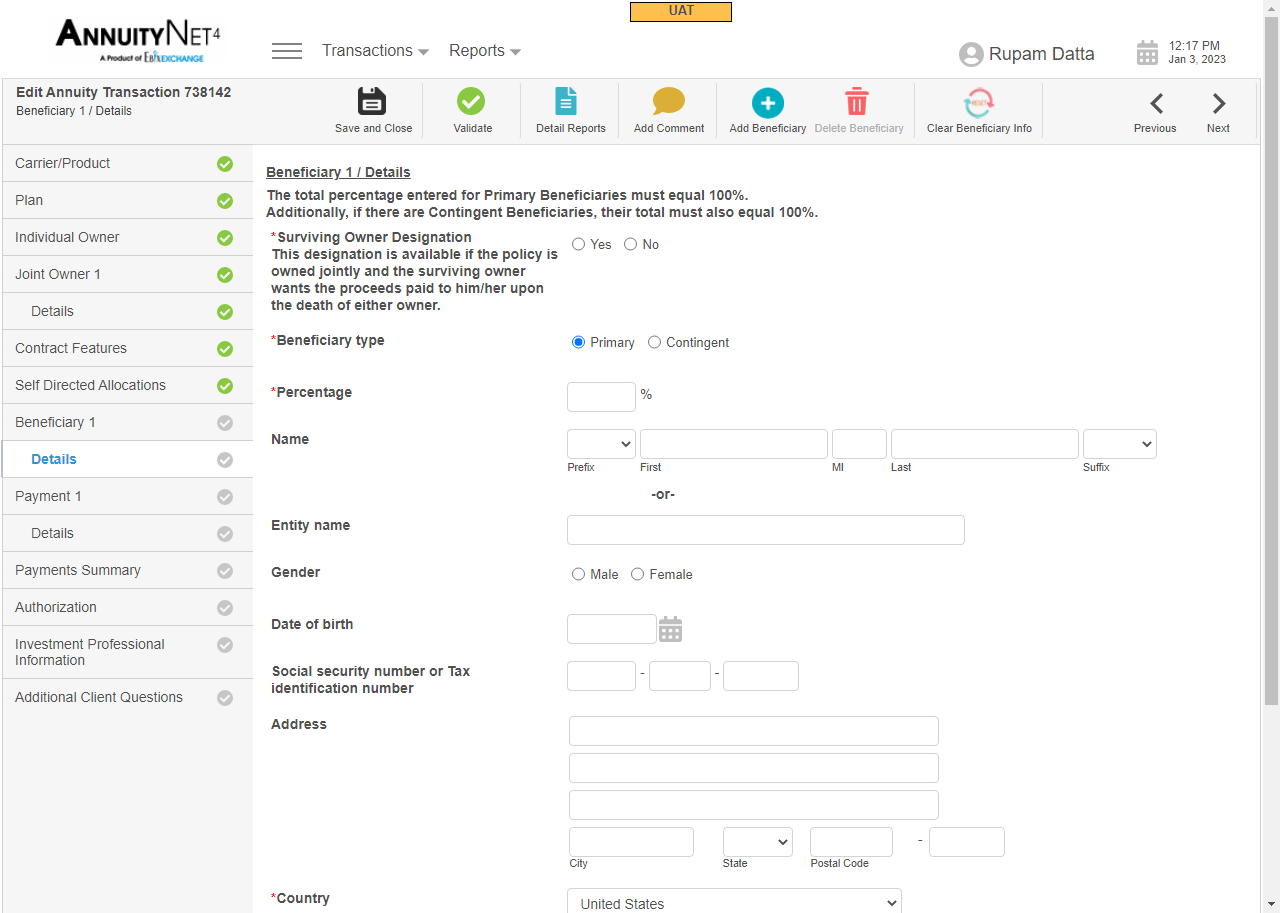 UAT
ANNUITYNET4
A Product of EBIXEXCHANGE
Transactions
Reports
Rupam Datta
12:17 PM
Jan 3, 2023
Edit Annuity Transaction 738142
Beneficiary 1 / Details
Save and Close
Validate
Detail Reports
Add Comment
Add Beneficiary
Delete Beneficiary
RESET
Clear Beneficiary Info
Previous
Next
Carrier/Product
Plan
Individual Owner
Joint Owner 1
Details
Contract Features
Self Directed Allocations
Beneficiary 1
Details
Payment 1
Details
Payments Summary
Authorization
Investment Professional
Information
Additional Client Questions
Beneficiary 1 / Details
The total percentage entered for Primary Beneficiaries must equal 100%.
Additionally, if there are Contingent Beneficiaries, their total must also equal 100%.
*Surviving Owner Designation
This designation is available if the policy is
owned jointly and the surviving owner
wants the proceeds paid to him/her upon
the death of either owner.
Yes No
*Beneficiary type
Primary Contingent
*Percentage
%
Name
Prefix First MI Last Suffix
-or-
Entity name
Gender
Male Female
Date of birth
Social security number or Tax
identification number
- -
Address
-
City State Postal Code
*Country
United States